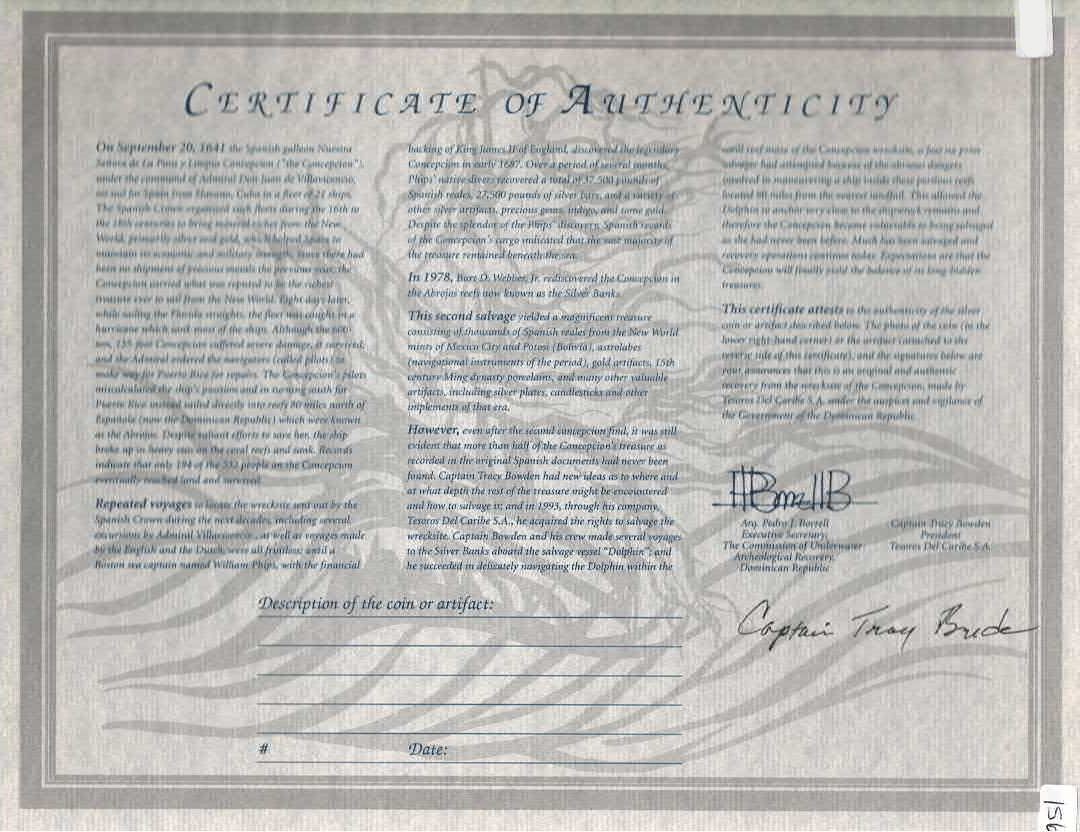 CERTIFICATE OF AUTHENTICITY
On September 20, 1641 the Spanish galleon Nuestra
Senora de La Pura y Limpia Concepcion ("the Concepcion"),
under the command of Admiral Don Juan de Villavicencio,
set sail for Spain from Havana, Cuba in a fleet of 21 ships.
The Spanish Crown organized such fleets during the 16th to
the 18th centuries to bring mineral riches from the New
World, primarily silver and gold, which helped Spain to
maintain its economic and military strength. Since there had
been no shipment of precious metals the previous year, the
Concepcion carried what was reputed to be the richest
treasure ever to sail from the New World. Eight days later,
while sailing the Florida straights, the fleet was caught in a
hurricane which sank most of the ships. Although the 600
ton, 135 foot Concepcion suffered severe damage, it survived;
and the Admiral ordered the navigators (called pilots) to
make way for Puerto Rico for repairs. The Concepcion's pilots
miscalculated the ship's position and in turning south for
Puerto Rico instead sailed directly into reefs 80 miles north of
Espanola (now the Dominican Republic) which were known
as the Abrojos. Despite valiant efforts to save her, the ship
broke up in heavy seas on the coral reefs and sank. Records
indicate that only 194 of the 532 people on the Concepcion
eventually reached land and survived.
Repeated voyages to locate the wrecksite sent out by the
Spanish Crown during the next decades, including several
excursions by Admiral Villavicencio, as well as voyages made
by the English and the Dutch, were all fruitless; until a
Boston sea captain named William Phips, with the financial
backing of King James II of England, discovered the legendary
Concepcion in early 1687. Over a period of several months,
Phips' native divers recovered a total of 37,500 pounds of
Spanish reales, 27,500 pounds of silver bars, and a variety of
other silver artifacts, precious gems, indigo, and some gold.
Despite the splendor of the Phips' discovery, Spanish records
of the Concepcion's cargo indicated that the vast majority of
the treasure remained beneath the sea.
In 1978, Burt D. Webber, Jr. rediscovered the Concepcion in
the Abrojas reefs now known as the Silver Banks.
This second salvage yielded a magnificent treasure
consisting of thousands of Spanish reales from the New World
mints of Mexico City and Potosi (Bolivia), astrolabes
(navigational instruments of the period), gold artifacts, 15th
century Ming dynasty porcelains, and many other valuable
artifacts, including silver plates, candlesticks and other
implements of that era.
However, even after the second concepcion find, it was still
evident that more than half of the Concepcion's treasure as
recorded in the original Spanish documents had never been
found. Captain Tracy Bowden had new ideas as to where and
at what depth the rest of the treasure might be encountered
and how to salvage it; and in 1993, through his company,
Tesoros Del Caribe S.A., he acquired the rights to salvage the
wrecksite. Captain Bowden and his crew made several voyages
to the Silver Banks aboard the salvage vessel "Dolphin"; and
he succeeded in delicately navigating the Dolphin within the
coral reef maze of the Concepcion wrecksite, a feat no prior
salvager had attempted because of the obvious dangers
involved in maneuvering a ship inside these perilous reefs
located 80 miles from the nearest landfall. This allowed the
Dolphin to anchor very close to the shipwreck remains and
therefore the Concepcion became accessible to being salvaged
as she had never been before. Much has been salvaged and
recovery operations continue today. Expectations are that the
Concepcion will finally yield the balance of her long hidden
treasures.
This certificate attests to the authenticity of the silver
coin or artifact described below. The photo of the coin (in the
lower right-hand corner) or the artifact (attached to the
reverse side of this certificate), and the signatures below are
your assurances that this is an original and authentic
recovery from the wrecksite of the Concepcion made by
Tesoros Del Caribe S.A. under the auspices and vigilance of
the Government of the Dominican Republic.
Arq. Pedro J. Borrell
Executive Secretary,
The Commission of Underwater
Archeological Recovery,
Dominican Republic
Captain Tracy Bowden
President
Tesoros Del Caribe S.A.
Captain Tracy
Description of the coin or artifact:
#
Date: